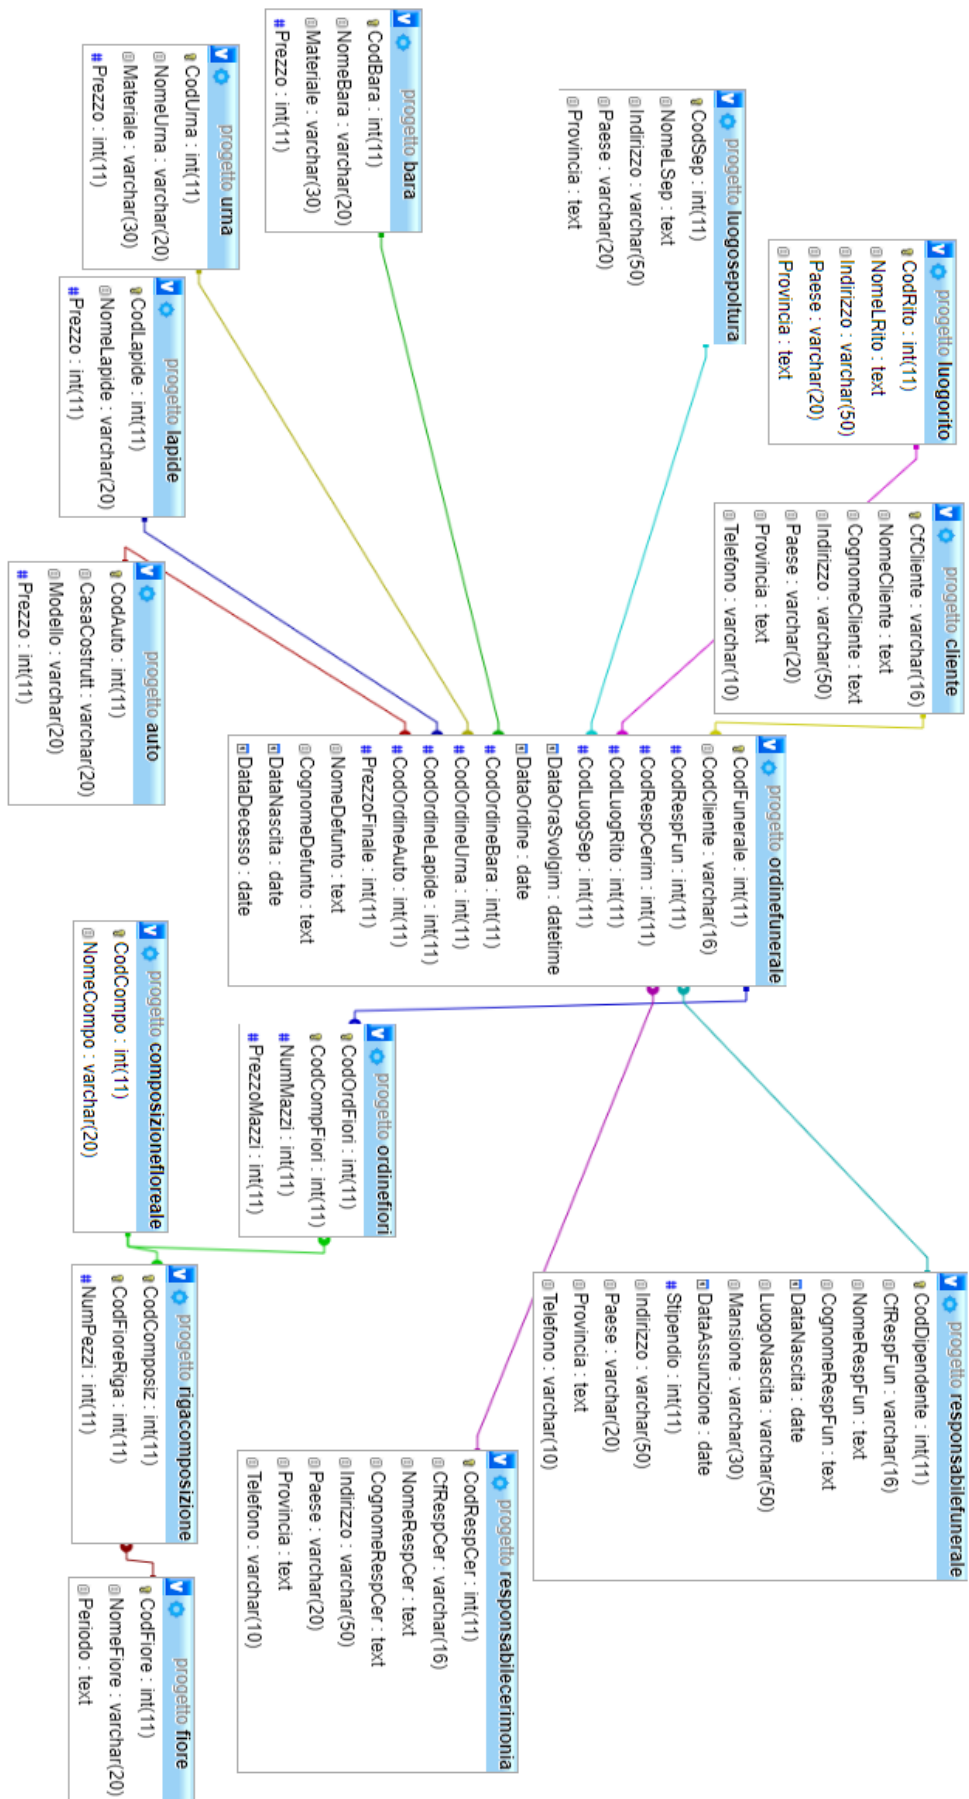 progetto luogorito
CodRito : int(11)
NomeLRito : text
Indirizzo : varchar(50)
Paese : varchar(20)
Provincia : text
progetto cliente
CfCliente : varchar(16)
NomeCliente : text
CognomeCliente : text
Indirizzo : varchar(50)
Paese : varchar(20)
Provincia : text
Telefono : varchar(10)
progetto responsabilefunerale
CodDipendente : int(11)
CfRespFun : varchar(16)
NomeRespFun : text
CognomeRespFun : text
DataNascita : date
LuogoNascita : varchar(50)
Mansione : varchar(30)
DataAssunzione : date
# Stipendio : int(11)
Indirizzo : varchar(50)
Paese : varchar(20)
Provincia : text
Telefono : varchar(10)
progetto luogosepoltura
CodSep : int(11)
NomeLSep : text
Indirizzo : varchar(50)
Paese : varchar(20)
Provincia : text
progetto ordinefunerale
CodFunerale : int(11)
CodCliente : varchar(16)
# CodRespFun : int(11)
# CodRespCerim : int(11)
# CodLuogRito : int(11)
# CodLuogSep : int(11)
DataOraSvolgim : datetime
DataOrdine : date
# CodOrdineBara : int(11)
# CodOrdineUrna : int(11)
# CodOrdineLapide : int(11)
# CodOrdineAuto : int(11)
# PrezzoFinale : int(11)
NomeDefunto : text
CognomeDefunto : text
DataNascita : date
DataDecesso : date
progetto responsabilecerimonia
CodRespCer : int(11)
CfRespCer : varchar(16)
NomeRespCer : text
CognomeRespCer : text
Indirizzo : varchar(50)
Paese : varchar(20)
Provincia : text
Telefono : varchar(10)
progetto bara
CodBara : int(11)
NomeBara : varchar(20)
Materiale : varchar(30)
# Prezzo : int(11)
progetto ordinefiori
CodOrdFiori : int(11)
CodCompFiori : int(11)
# NumMazzi : int(11)
# PrezzoMazzi : int(11)
progetto urna
CodUrna : int(11)
NomeUrna : varchar(20)
Materiale : varchar(30)
# Prezzo : int(11)
progetto lapide
CodLapide : int(11)
NomeLapide : varchar(20)
# Prezzo : int(11)
progetto auto
CodAuto : int(11)
CasaCostrutt : varchar(20)
Modello : varchar(20)
# Prezzo : int(11)
progetto composizionefloreale
CodCompo : int(11)
NomeCompo : varchar(20)
progetto rigacomposizione
CodComposiz : int(11)
CodFioreRiga : int(11)
# NumPezzi : int(11)
progetto fiore
CodFiore : int(11)
NomeFiore : varchar(20)
Periodo : text